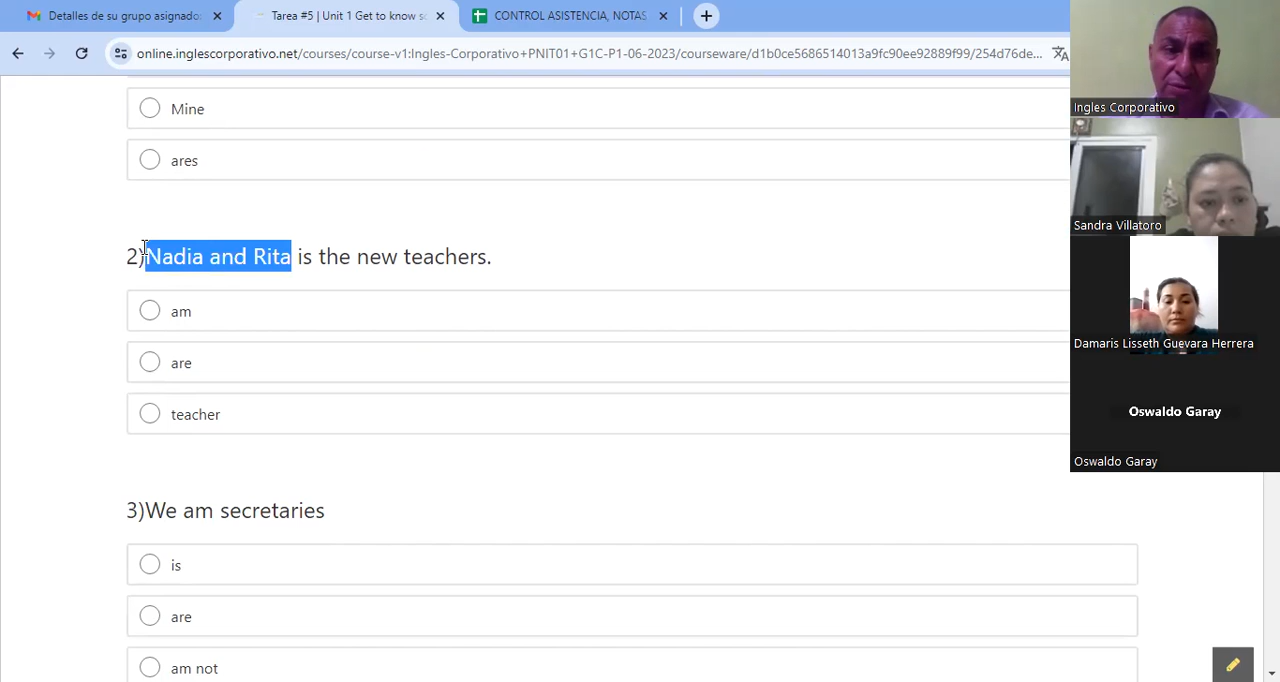 Detalles de su grupo asignado
Tarea #5 | Unit 1 Get to know so
CONTROL ASISTENCIA, NOTAS
online.inglescorporativo.net/courses/course-v1:Ingles-Corporativo+PNIT01+G1C-P1-06-2023/courseware/d1b0ce5686514013a9fc90ee92889f99/254d76de...
Mine
ares
2)Nadia and Rita is the new teachers.
am
are
teacher
3)We am secretaries
is
are
am not
Ingles Corporativo
Sandra Villatoro
Damaris Lisseth Guevara Herrera
Oswaldo Garay
Oswaldo Garay